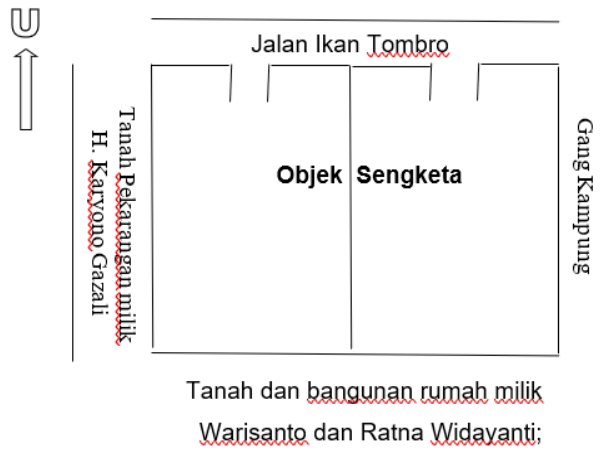 U
Jalan Ikan Tombro
Tanah Pekarangan milik
H. Karyono Gazali
Objek Sengketa
Gang Kampung
Tanah dan bangunan rumah milik
Warisanto dan Ratna Widayanti;